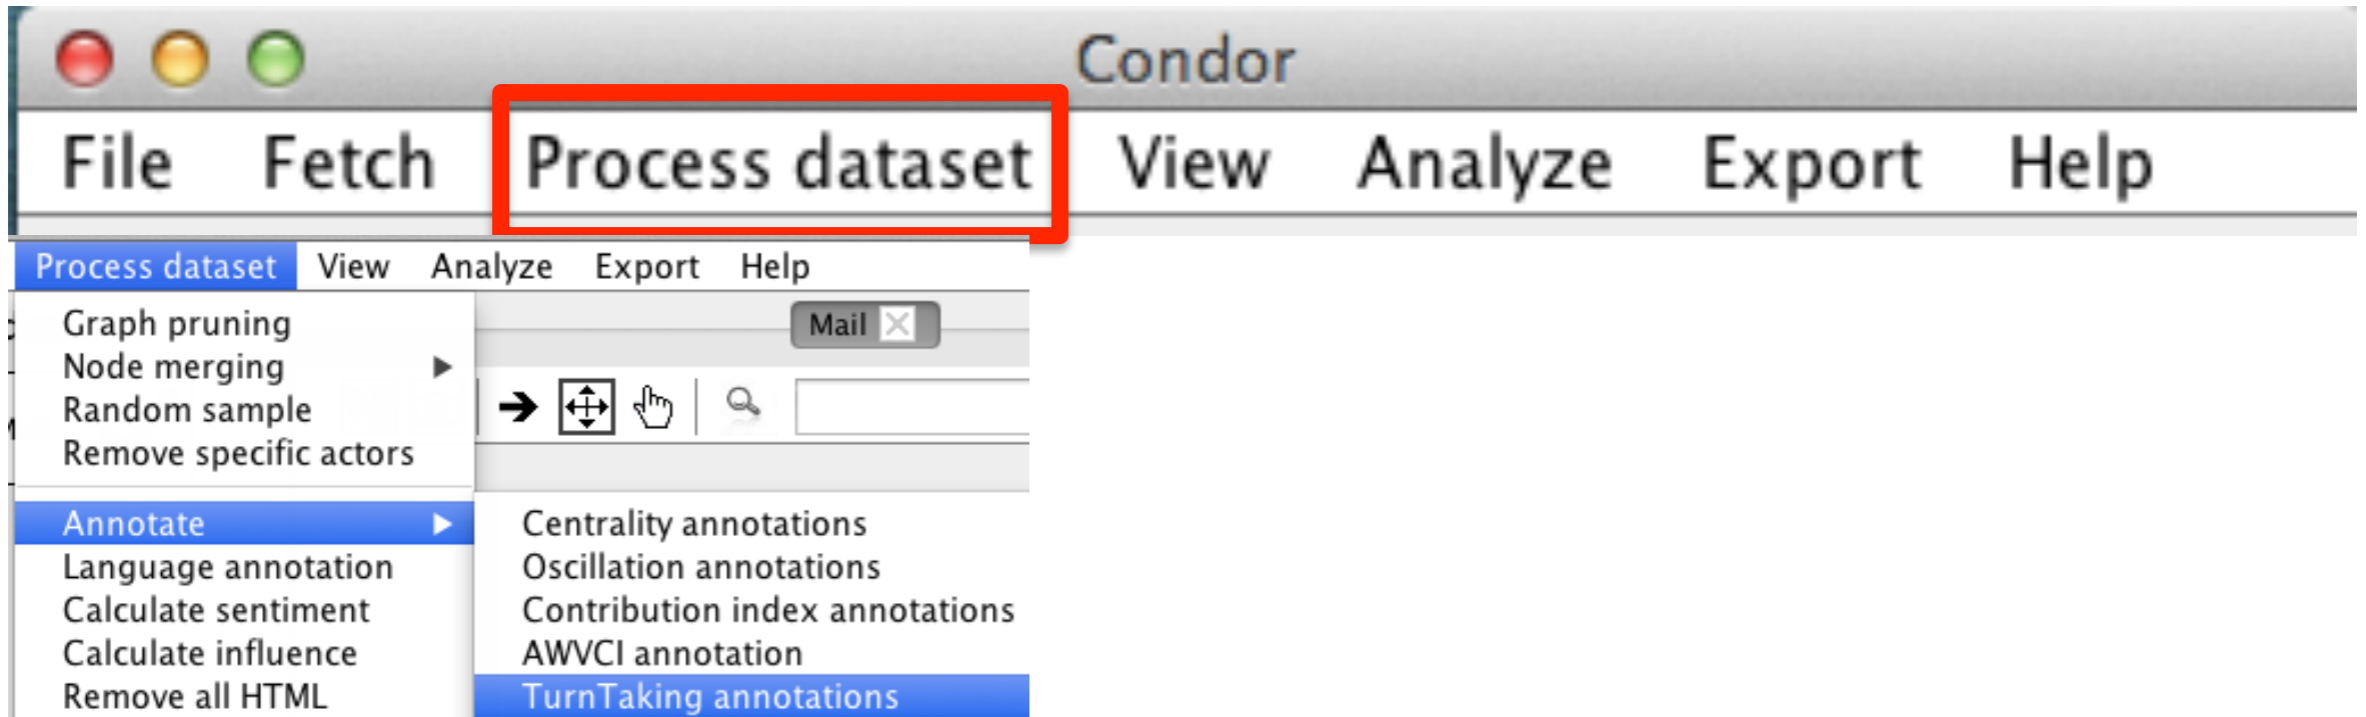 Condor
File Fetch Process dataset View Analyze Export Help
Process dataset View Analyze Export Help
Graph pruning
Mail
Node merging
Random sample
Remove specific actors
Annotate
Centrality annotations
Language annotation
Oscillation annotations
Calculate sentiment
Contribution index annotations
Calculate influence
AWVCI annotation
Remove all HTML
TurnTaking annotations